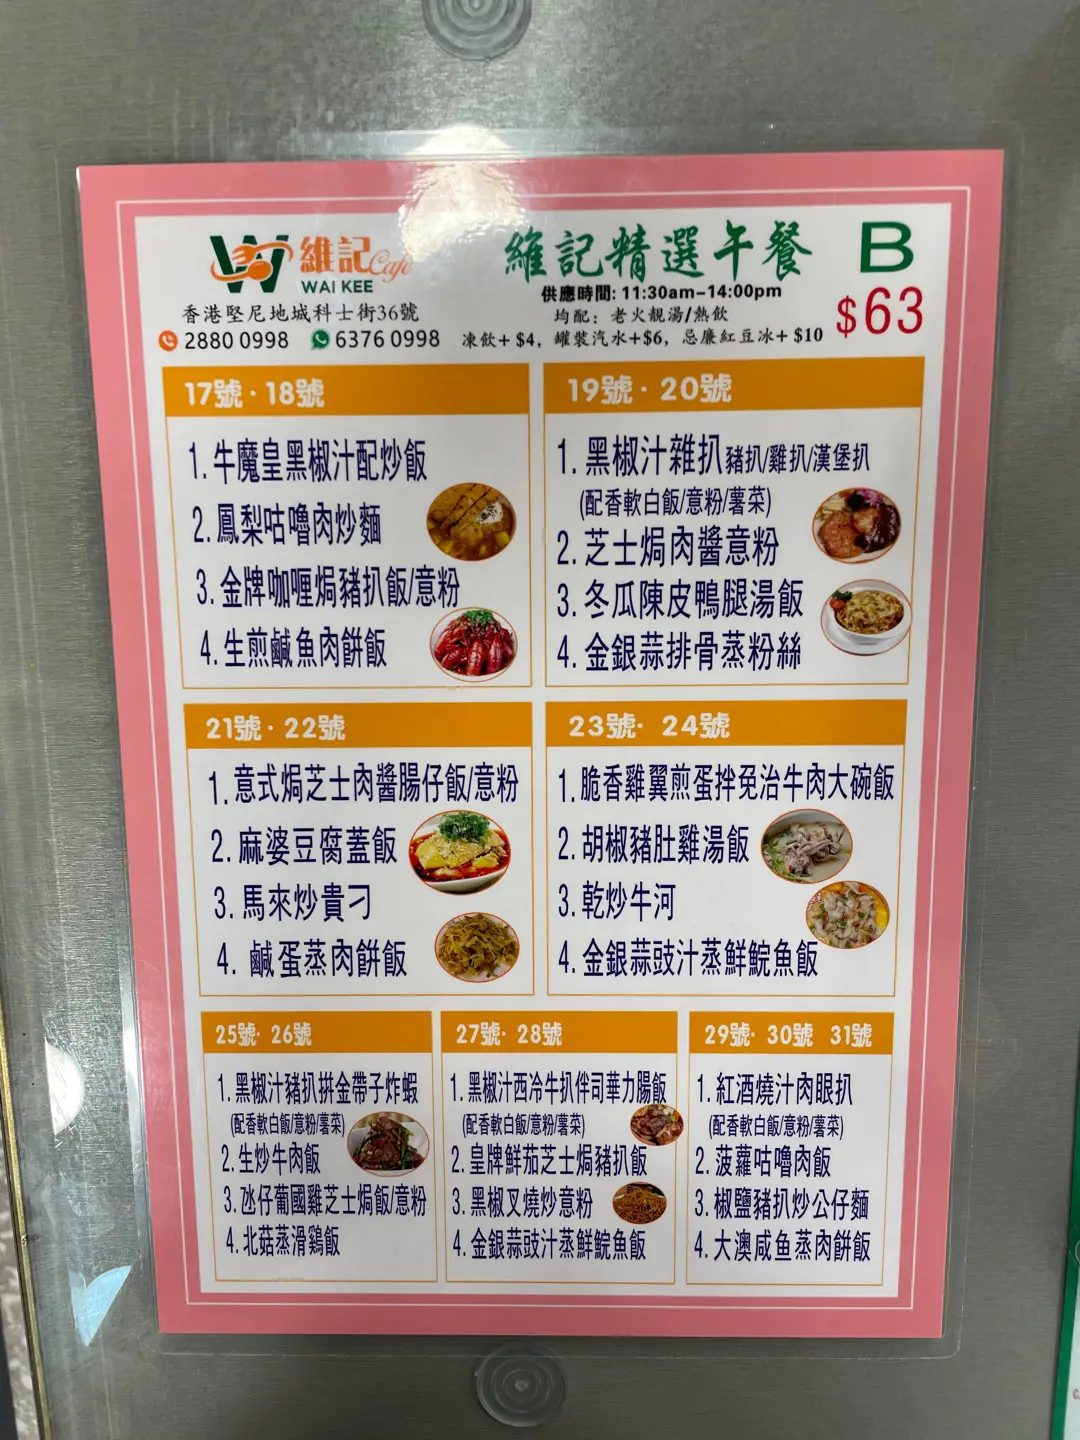 維記Cafe
WAI KEE
香港堅尼地城科士街36號
2880 0998 6376 0998
維記精選午餐 B
供應時間: 11:30am-14:00pm
均配：老火靚湯/熱飲
凍飲+ $4，罐裝汽水+$6，忌廉紅豆冰+ $10
$63
17號·18號
1. 牛魔皇黑椒汁配炒飯
2. 鳳梨咕嚕肉炒麵
3. 金牌咖喱焗豬扒飯/意粉
4. 生煎鹹魚肉餅飯
19號·20號
1. 黑椒汁雜扒 豬扒/雞扒/漢堡扒
(配香軟白飯/意粉/薯菜)
2. 芝士焗肉醬意粉
3. 冬瓜陳皮鴨腿湯飯
4. 金銀蒜排骨蒸粉絲
21號·22號
1. 意式焗芝士肉醬腸仔飯/意粉
2. 麻婆豆腐蓋飯
3. 馬來炒貴刁
4. 鹹蛋蒸肉餅飯
23號·24號
1. 脆香雞翼煎蛋拌免治牛肉大碗飯
2. 胡椒豬肚雞湯飯
3. 乾炒牛河
4. 金銀蒜豉汁蒸鮮鯇魚飯
25號·26號
1. 黑椒汁豬扒拼金帶子炸蝦
(配香軟白飯/意粉/薯菜)
2. 生炒牛肉飯
3. 氹仔葡國雞芝士焗飯/意粉
4. 北菇蒸滑鷄飯
27號·28號
1. 黑椒汁西冷牛扒伴司華力腸飯
(配香軟白飯/意粉/薯菜)
2. 皇牌鮮茄芝士焗豬扒飯
3. 黑椒叉燒炒意粉
4. 金銀蒜豉汁蒸鮮鯇魚飯
29號·30號 31號
1. 紅酒燒汁肉眼扒
(配香軟白飯/意粉/薯菜)
2. 菠蘿咕嚕肉飯
3. 椒鹽豬扒炒公仔麵
4. 大澳咸鱼蒸肉餅飯